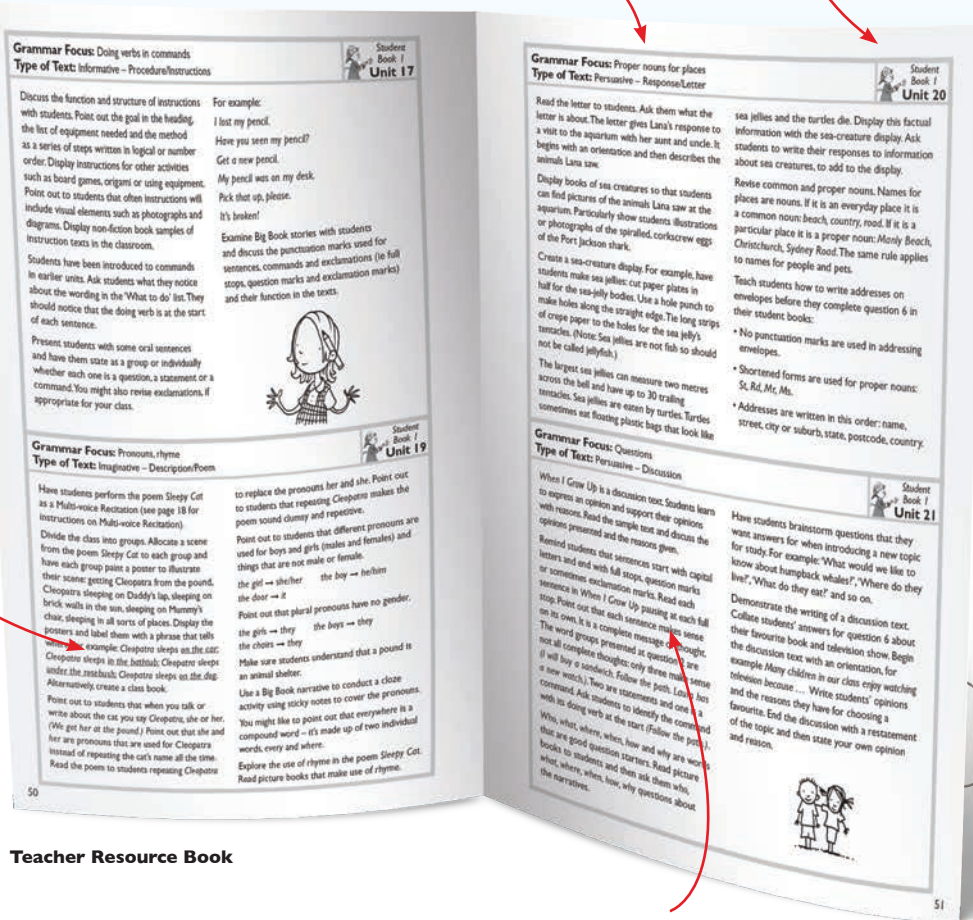 Grammar Focus: Doing verbs in commands
Type of Text: Informative – Procedure/Instructions
Student
Book 1
Unit 17
Discuss the function and structure of instructions
with students. Point out the goal in the heading,
the list of equipment needed and the method
as a series of steps written in logical or number
order. Display instructions for other activities
such as board games, origami or using equipment.
Point out to students that often instructions will
include visual elements such as photographs and
diagrams. Display non-fiction book samples of
instruction texts in the classroom.
Students have been introduced to commands
in earlier units. Ask students what they notice
about the wording in the 'What to do' list. They
should notice that the doing verb is at the start
of each sentence.
Present students with some oral sentences
and have them state as a group or individually
whether each one is a question, a statement or a
command. You might also revise exclamations, if
appropriate for your class.
For example:
I lost my pencil.
Have you seen my pencil?
Get a new pencil.
My pencil was on my desk.
Pick that up, please.
It's broken!
Examine Big Book stories with students
and discuss the punctuation marks used for
sentences, commands and exclamations (ie full
stops, question marks and exclamation marks)
and their function in the texts.
Grammar Focus: Pronouns, rhyme
Type of Text: Imaginative – Description/Poem
Student
Book 1
Unit 19
Have students perform the poem Sleepy Cat
as a Multi-voice Recitation (see page 18 for
instructions on Multi-voice Recitation)
Divide the class into groups. Allocate a scene
from the poem Sleepy Cat to each group and
have each group paint a poster to illustrate
their scene: getting Cleopatra from the pound,
Cleopatra sleeping on Daddy's lap, sleeping on
brick walls in the sun, sleeping on Mummy's
chair, sleeping in all sorts of places. Display the
posters and label them with a phrase that tells
example: Cleopatra sleeps on the car;
Cleopatra sleeps in the bathtub; Cleopatra sleeps
under the rosebush; Cleopatra sleeps on the dog.
Alternatively, create a class book.
Point out to students that when you talk or
write about the cat you say Cleopatra, she or her.
(We got her at the pound.) Point out that she and
her are pronouns that are used for Cleopatra
instead of repeating the cat's name all the time.
Read the poem to students repeating Cleopatra
to replace the pronouns her and she. Point out
to students that repeating Cleopatra makes the
poem sound clumsy and repetitive.
Point out to students that different pronouns are
used for boys and girls (males and females) and
things that are not male or female.
the girl → she/her the boy → he/him
the door → it
Point out that plural pronouns have no gender.
the girls → they the boys → they
the chairs → they
Make sure students understand that a pound is
an animal shelter.
Use a Big Book narrative to conduct a cloze
activity using sticky notes to cover the pronouns.
You might like to point out that everywhere is a
compound word – it's made up of two individual
words, every and where.
Explore the use of rhyme in the poem Sleepy Cat.
Read picture books that make use of rhyme.
50
Grammar Focus: Proper nouns for places
Type of Text: Persuasive – Response/Letter
Student
Book 1
Unit 20
Read the letter to students. Ask them what the
letter is about. The letter gives Lana's response to
a visit to the aquarium with her aunt and uncle. It
begins with an orientation and then describes the
animals Lana saw.
Display books of sea creatures so that students
can find pictures of the animals Lana saw at the
aquarium. Particularly show students illustrations
or photographs of the spiralled, corkscrew eggs
of the Port Jackson shark.
Create a sea-creature display. For example, have
students make sea jellies: cut paper plates in
half for the sea-jelly bodies. Use a hole punch to
make holes along the straight edge. Tie long strips
of crepe paper to the holes for the sea jelly's
tentacles. (Note: Sea jellies are not fish so should
not be called jellyfish.)
The largest sea jellies can measure two metres
across the bell and have up to 30 trailing
tentacles. Sea jellies are eaten by turtles. Turtles
sometimes eat floating plastic bags that look like
sea jellies and the turtles die. Display this factual
information with the sea-creature display. Ask
students to write their responses to information
about sea creatures, to add to the display.
Revise common and proper nouns. Names for
places are nouns. If it is an everyday place it is
a common noun: beach, country, road. If it is a
particular place it is a proper noun: Manly Beach,
Christchurch, Sydney Road. The same rule applies
to names for people and pets.
Teach students how to write addresses on
envelopes before they complete question 6 in
their student books:
• No punctuation marks are used in addressing
envelopes.
• Shortened forms are used for proper nouns:
St, Rd, Mr, Ms.
• Addresses are written in this order: name,
street, city or suburb, state, postcode, country.
Grammar Focus: Questions
Type of Text: Persuasive – Discussion
Student
Book 1
Unit 21
When I Grow Up is a discussion text. Students learn
to express an opinion and support their opinions
with reasons. Read the sample text and discuss the
opinions presented and the reasons given.
Remind students that sentences start with capital
letters and end with full stops, question marks
or sometimes exclamation marks. Read each
sentence in When I Grow Up pausing at each full
stop. Point out that each sentence makes sense
on its own. It is a complete message or thought.
The word groups presented at question 2 are
not all complete thoughts: only three make sense
(I will buy a sandwich. Follow the path. Louis has
a new watch.) Two are statements and one is a
command. Ask students to identify the command
with its doing verb at the start (Follow the path.).
Who, what, where, when, how and why are words
that are good question starters. Read picture
books to students and then ask them who,
what, where, when, how, why questions about
the narratives.
Have students brainstorm questions that they
want answers for when introducing a new topic
for study. For example: 'What would we like to
know about humpback whales?', 'Where do they
live?', 'What do they eat?' and so on.
Demonstrate the writing of a discussion text.
Collate students' answers for question 6 about
their favourite book and television show. Begin
the discussion text with an orientation, for
example Many children in our class enjoy watching
television because ... Write students' opinions
and the reasons they have for choosing a
favourite. End the discussion with a restatement
of the topic and then state your own opinion
and reason.
51
Teacher Resource Book